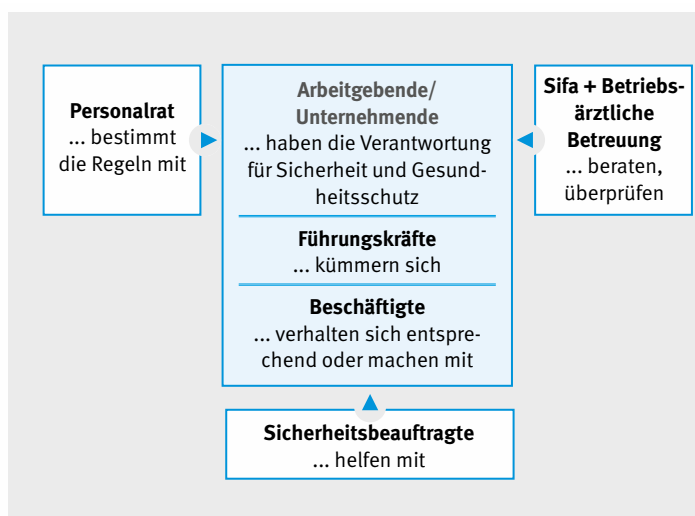 Personalrat
... bestimmt
die Regeln mit
Arbeitgebende/
Unternehmende
... haben die Verantwortung
für Sicherheit und Gesund-
heitsschutz
Führungskräfte
... kümmern sich
Beschäftigte
... verhalten sich entspre-
chend oder machen mit
Sifa + Betriebs-
ärztliche
Betreuung
... beraten,
überprüfen
Sicherheitsbeauftragte
... helfen mit